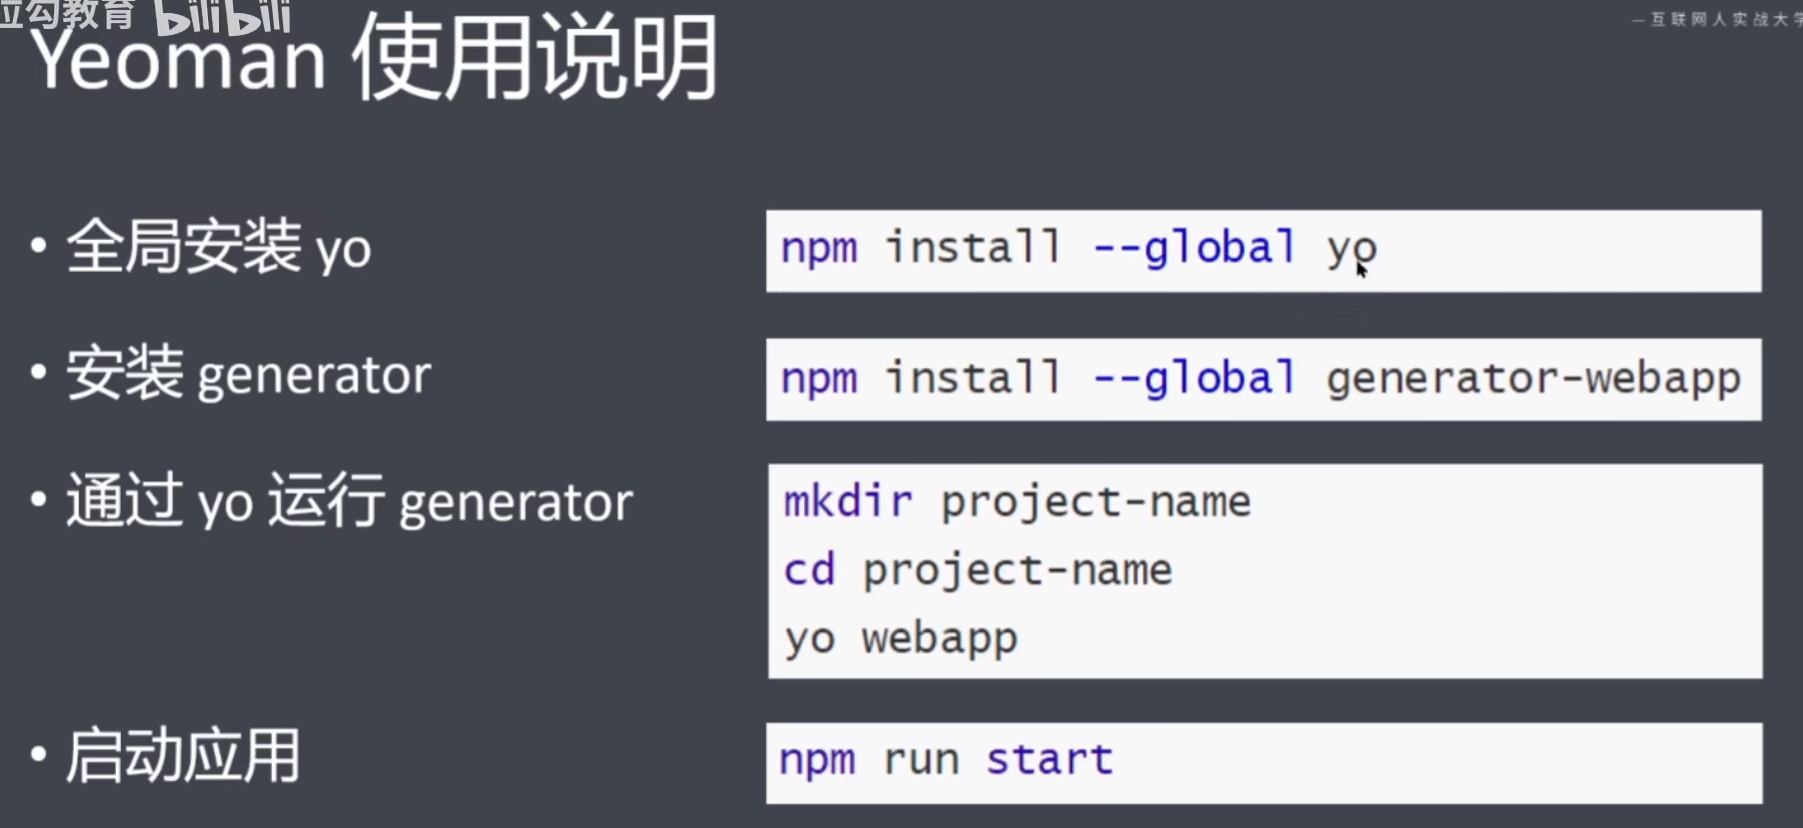 勾教育 bilibili
— 互联网人实战大学
Yeoman 使用说明
• 全局安装 yo
npm install --global yo
• 安装 generator
npm install --global generator-webapp
• 通过 yo 运行 generator
mkdir project-name
cd project-name
yo webapp
• 启动应用
npm run start